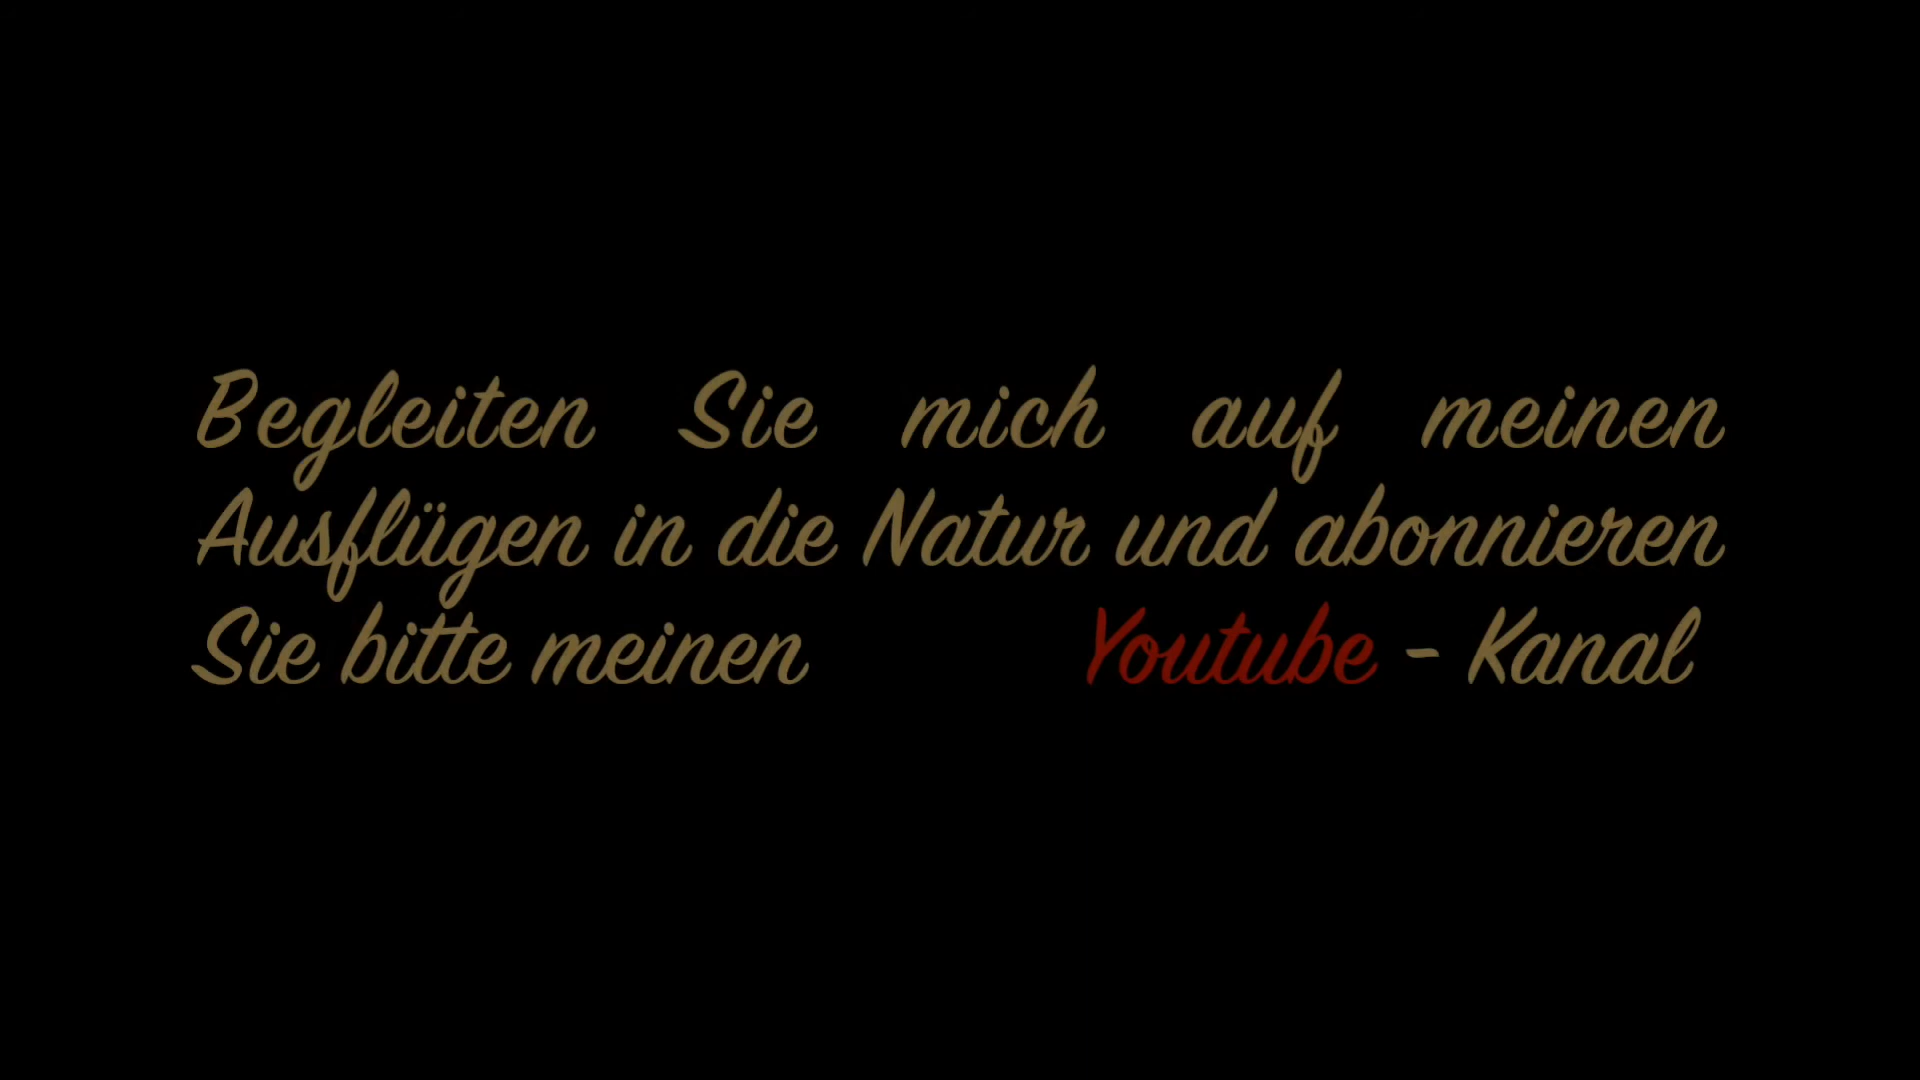 Begleiten Sie mich auf meinen
Ausflügen in die Natur und abonnieren
Sie bitte meinen Youtube - Kanal